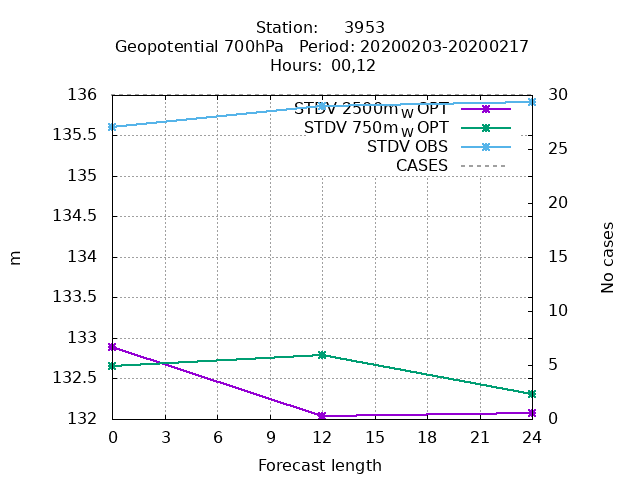 Station: 3953
Geopotential 700hPa Period: 20200203-20200217
Hours: 00,12
136 30
STDV 2500m W OPT
STDV 750m W OPT
135.5
STDV OBS
25
CASES
135
134.5 20
134 15
133.5
10
133
132.5 5
132 0
0 3 6 9 12 15 18 21 24
m
No cases
Forecast length